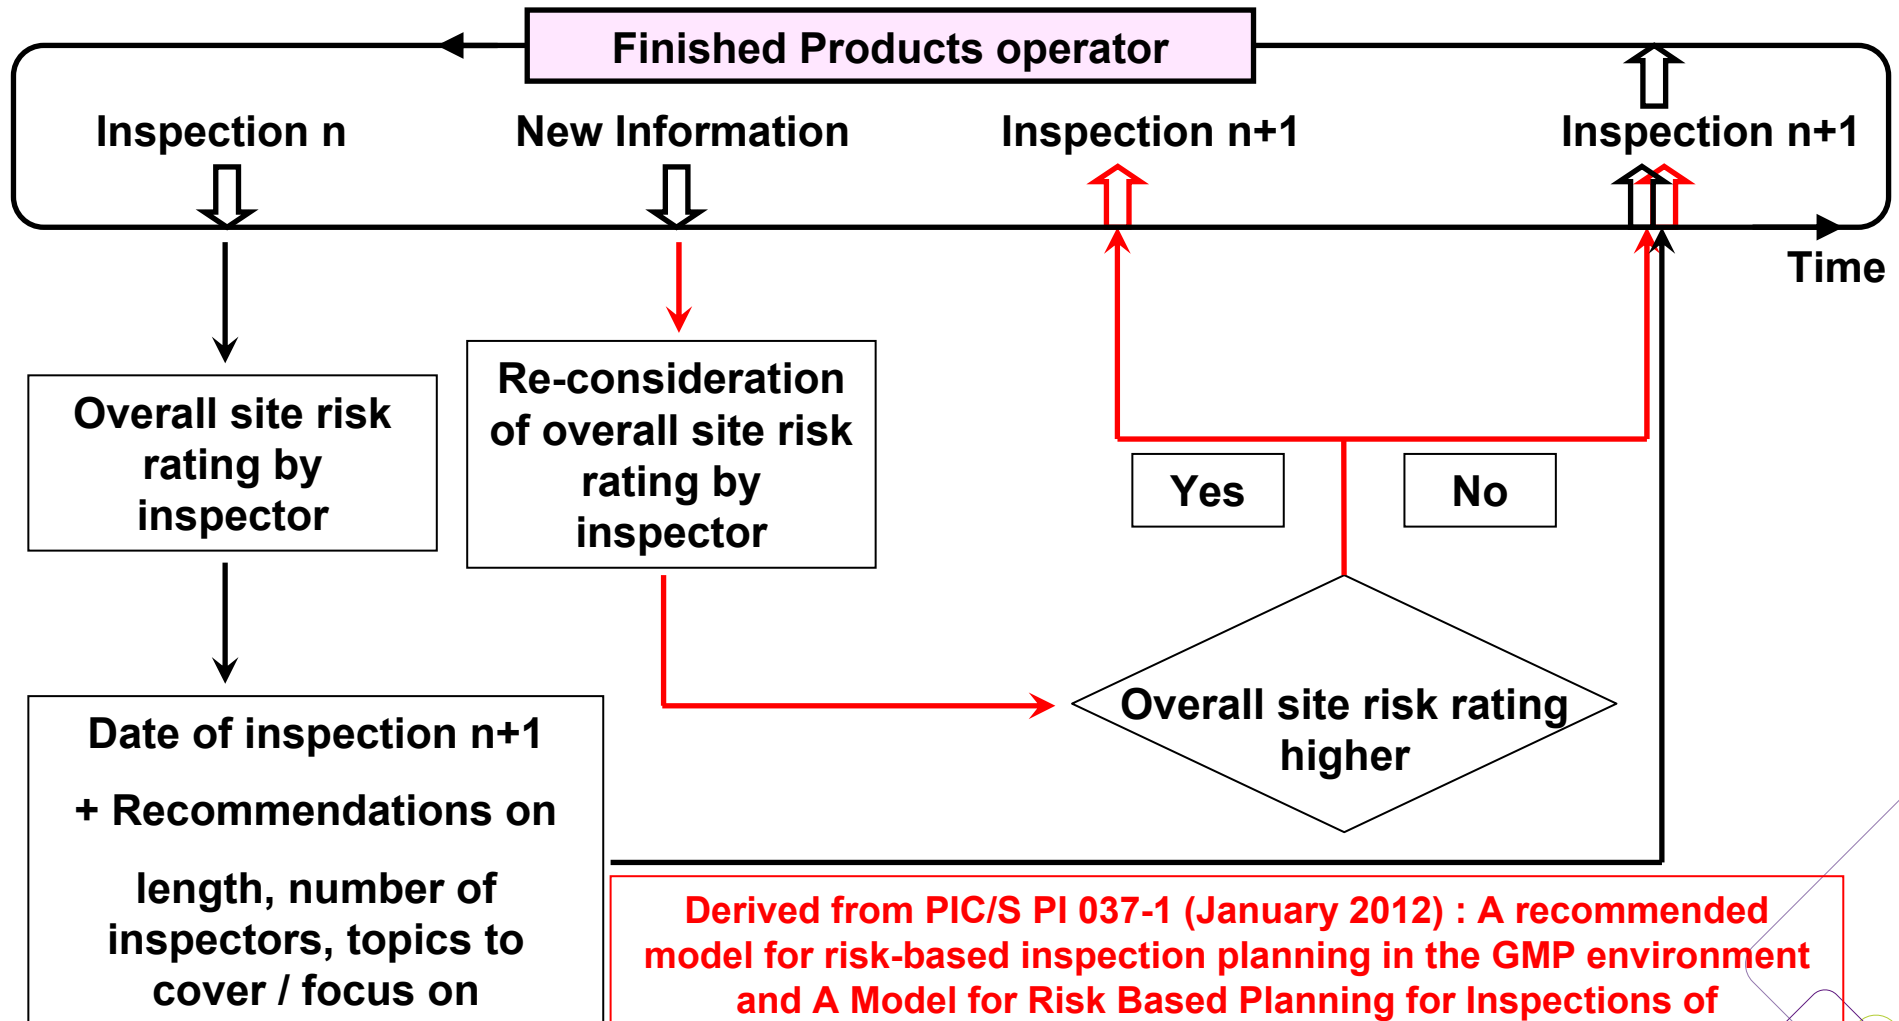 Finished Products operator
Inspection n
New Information
Inspection n+1
Inspection n+1
Time
Overall site risk
rating by
inspector
Re-consideration
of overall site risk
rating by
inspector
Yes
No
Overall site risk rating
higher
Date of inspection n+1
+ Recommendations on
length, number of
inspectors, topics to
cover / focus on
Derived from PIC/S PI 037-1 (January 2012) : A recommended
model for risk-based inspection planning in the GMP environment
and A Model for Risk Based Planning for Inspections of